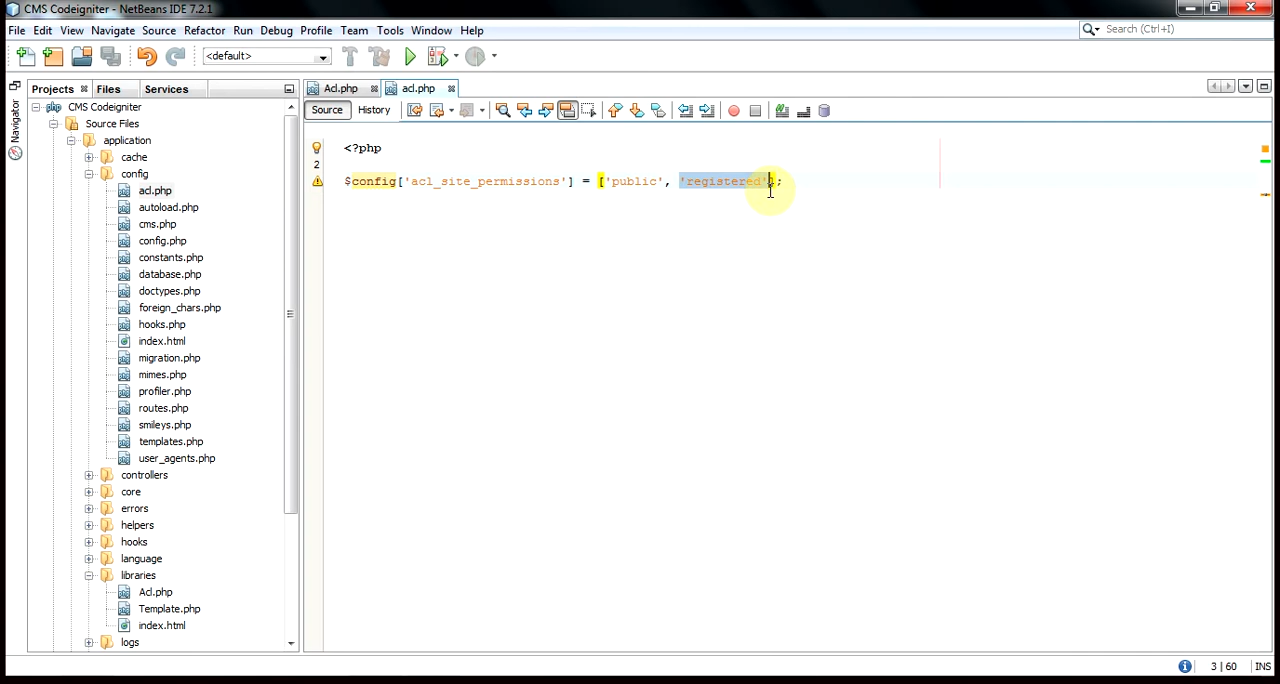 CMS Codeigniter - NetBeans IDE 7.2.1
File Edit View Navigate Source Refactor Run Debug Profile Team Tools Window Help
Search (Ctrl+I)
<default>
Projects Files Services
Acl.php acl.php
Source History
Navigator
CMS Codeigniter
Source Files
application
cache
config
acl.php
autoload.php
cms.php
config.php
constants.php
database.php
doctypes.php
foreign_chars.php
hooks.php
index.html
migration.php
mimes.php
profiler.php
routes.php
smileys.php
templates.php
user_agents.php
controllers
core
errors
helpers
hooks
language
libraries
Acl.php
Template.php
index.html
logs
<?php
2
$config['acl_site_permissions'] = ['public', 'registered'];
3 | 60 INS